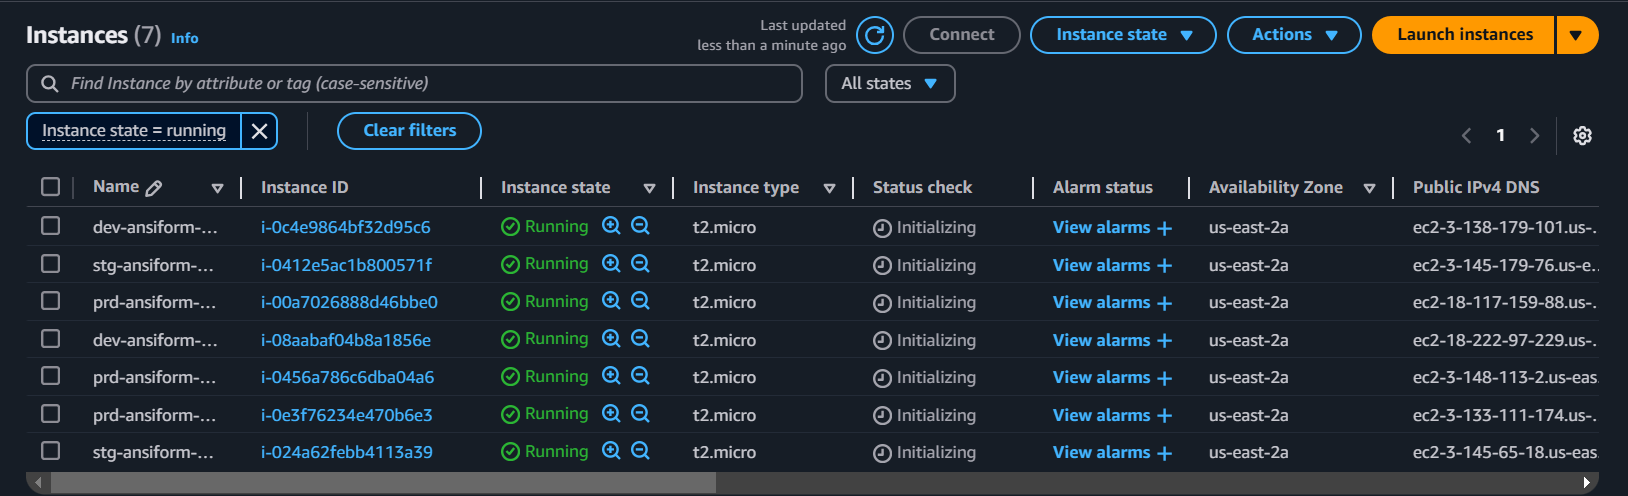 Instances (7) Info
Last updated
less than a minute ago
Connect
Instance state
Actions
Launch instances
Find Instance by attribute or tag (case-sensitive)
All states
Instance state = running
Clear filters
1
Name Instance ID Instance state Instance type Status check Alarm status Availability Zone Public IPv4 DNS
dev-ansiform-... i-0c4e9864bf32d95c6 Running t2.micro Initializing View alarms + us-east-2a ec2-3-138-179-101.us-...
stg-ansiform-... i-0412e5ac1b800571f Running t2.micro Initializing View alarms + us-east-2a ec2-3-145-179-76.us-e...
prd-ansiform-... i-00a7026888d46bbe0 Running t2.micro Initializing View alarms + us-east-2a ec2-18-117-159-88.us-...
dev-ansiform-... i-08aabaf04b8a1856e Running t2.micro Initializing View alarms + us-east-2a ec2-18-222-97-229.us-...
prd-ansiform-... i-0456a786c6dba04a6 Running t2.micro Initializing View alarms + us-east-2a ec2-3-148-113-2.us-eas...
prd-ansiform-... i-0e3f76234e470b6e3 Running t2.micro Initializing View alarms + us-east-2a ec2-3-133-111-174.us-...
stg-ansiform-... i-024a62febb4113a39 Running t2.micro Initializing View alarms + us-east-2a ec2-3-145-65-18.us-eas...